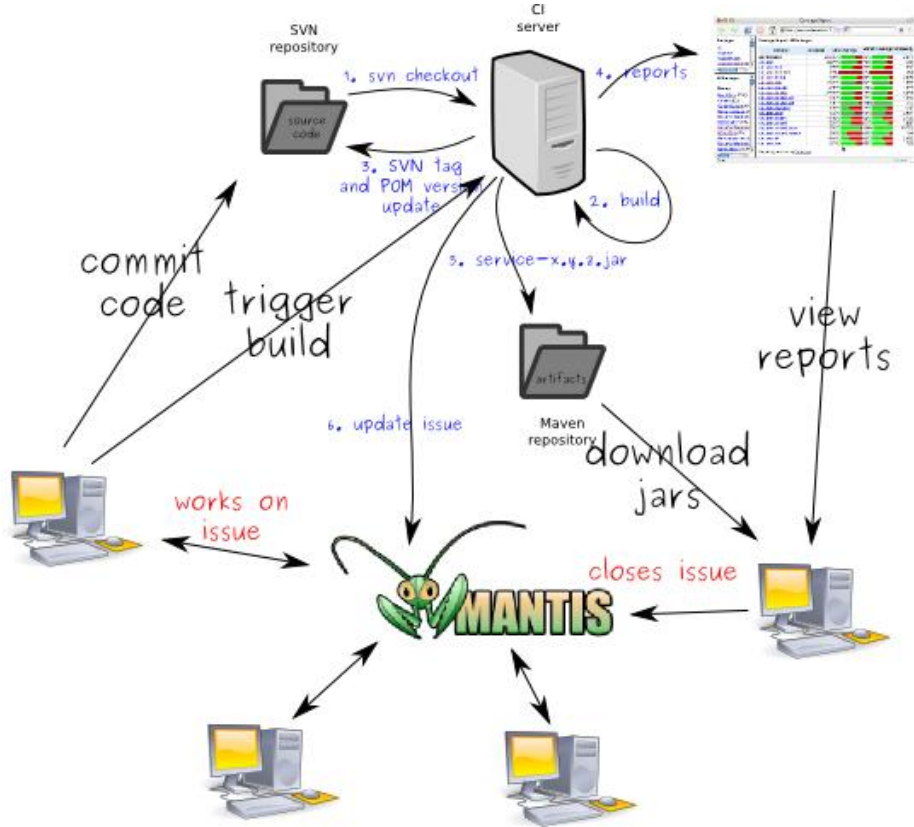 CI
server
SVN
repository
1. svn checkout
4. reports
source
code
3. SVN tag
and POM version
update
2. build
commit
code
trigger
build
5. service-x.y.z.jar
view
reports
artifacts
6. update issue
Maven
repository
download
jars
works on
issue
closes issue
MANTIS